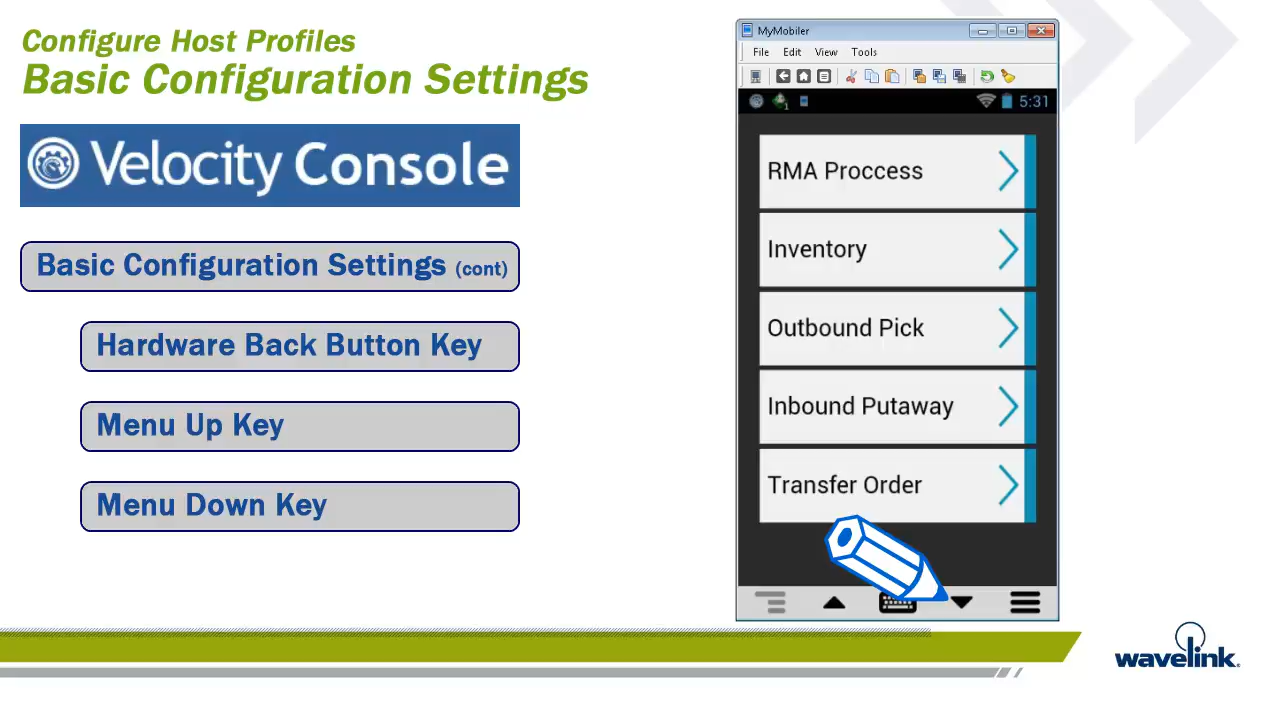 Configure Host Profiles
Basic Configuration Settings
Velocity Console
Basic Configuration Settings (cont)
Hardware Back Button Key
Menu Up Key
Menu Down Key
MyMobiler
File Edit View Tools
1 5:31
RMA Proccess
Inventory
Outbound Pick
Inbound Putaway
Transfer Order
wavelink®